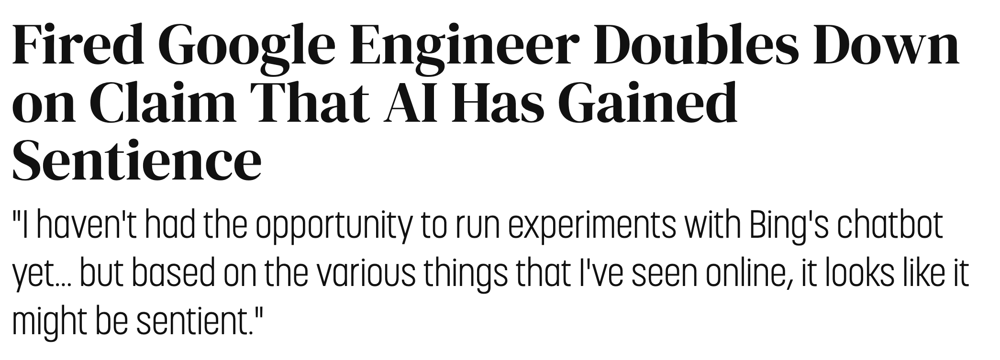 Fired Google Engineer Doubles Down
on Claim That AI Has Gained
Sentience
"I haven't had the opportunity to run experiments with Bing's chatbot
yet... but based on the various things that I've seen online, it looks like it
might be sentient."